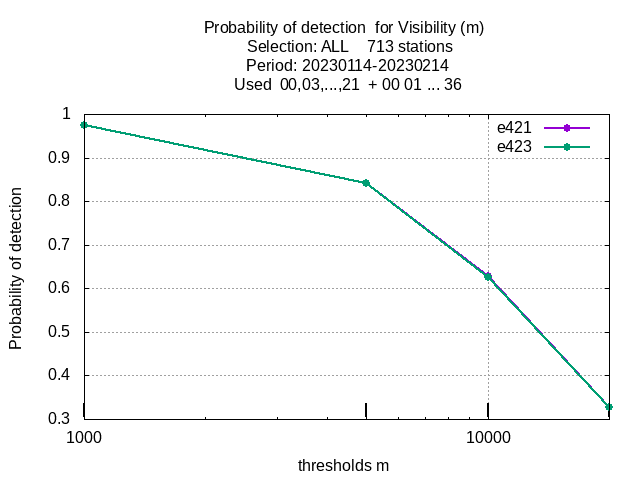 Probability of detection  for Visibility (m)
Selection: ALL    713 stations
Period: 20230114-20230214
Used  00,03,...,21  + 00 01 ... 36
e421
e423
1
0.9
0.8
0.7
0.6
0.5
0.4
0.3
Probability of detection
1000
10000
thresholds m